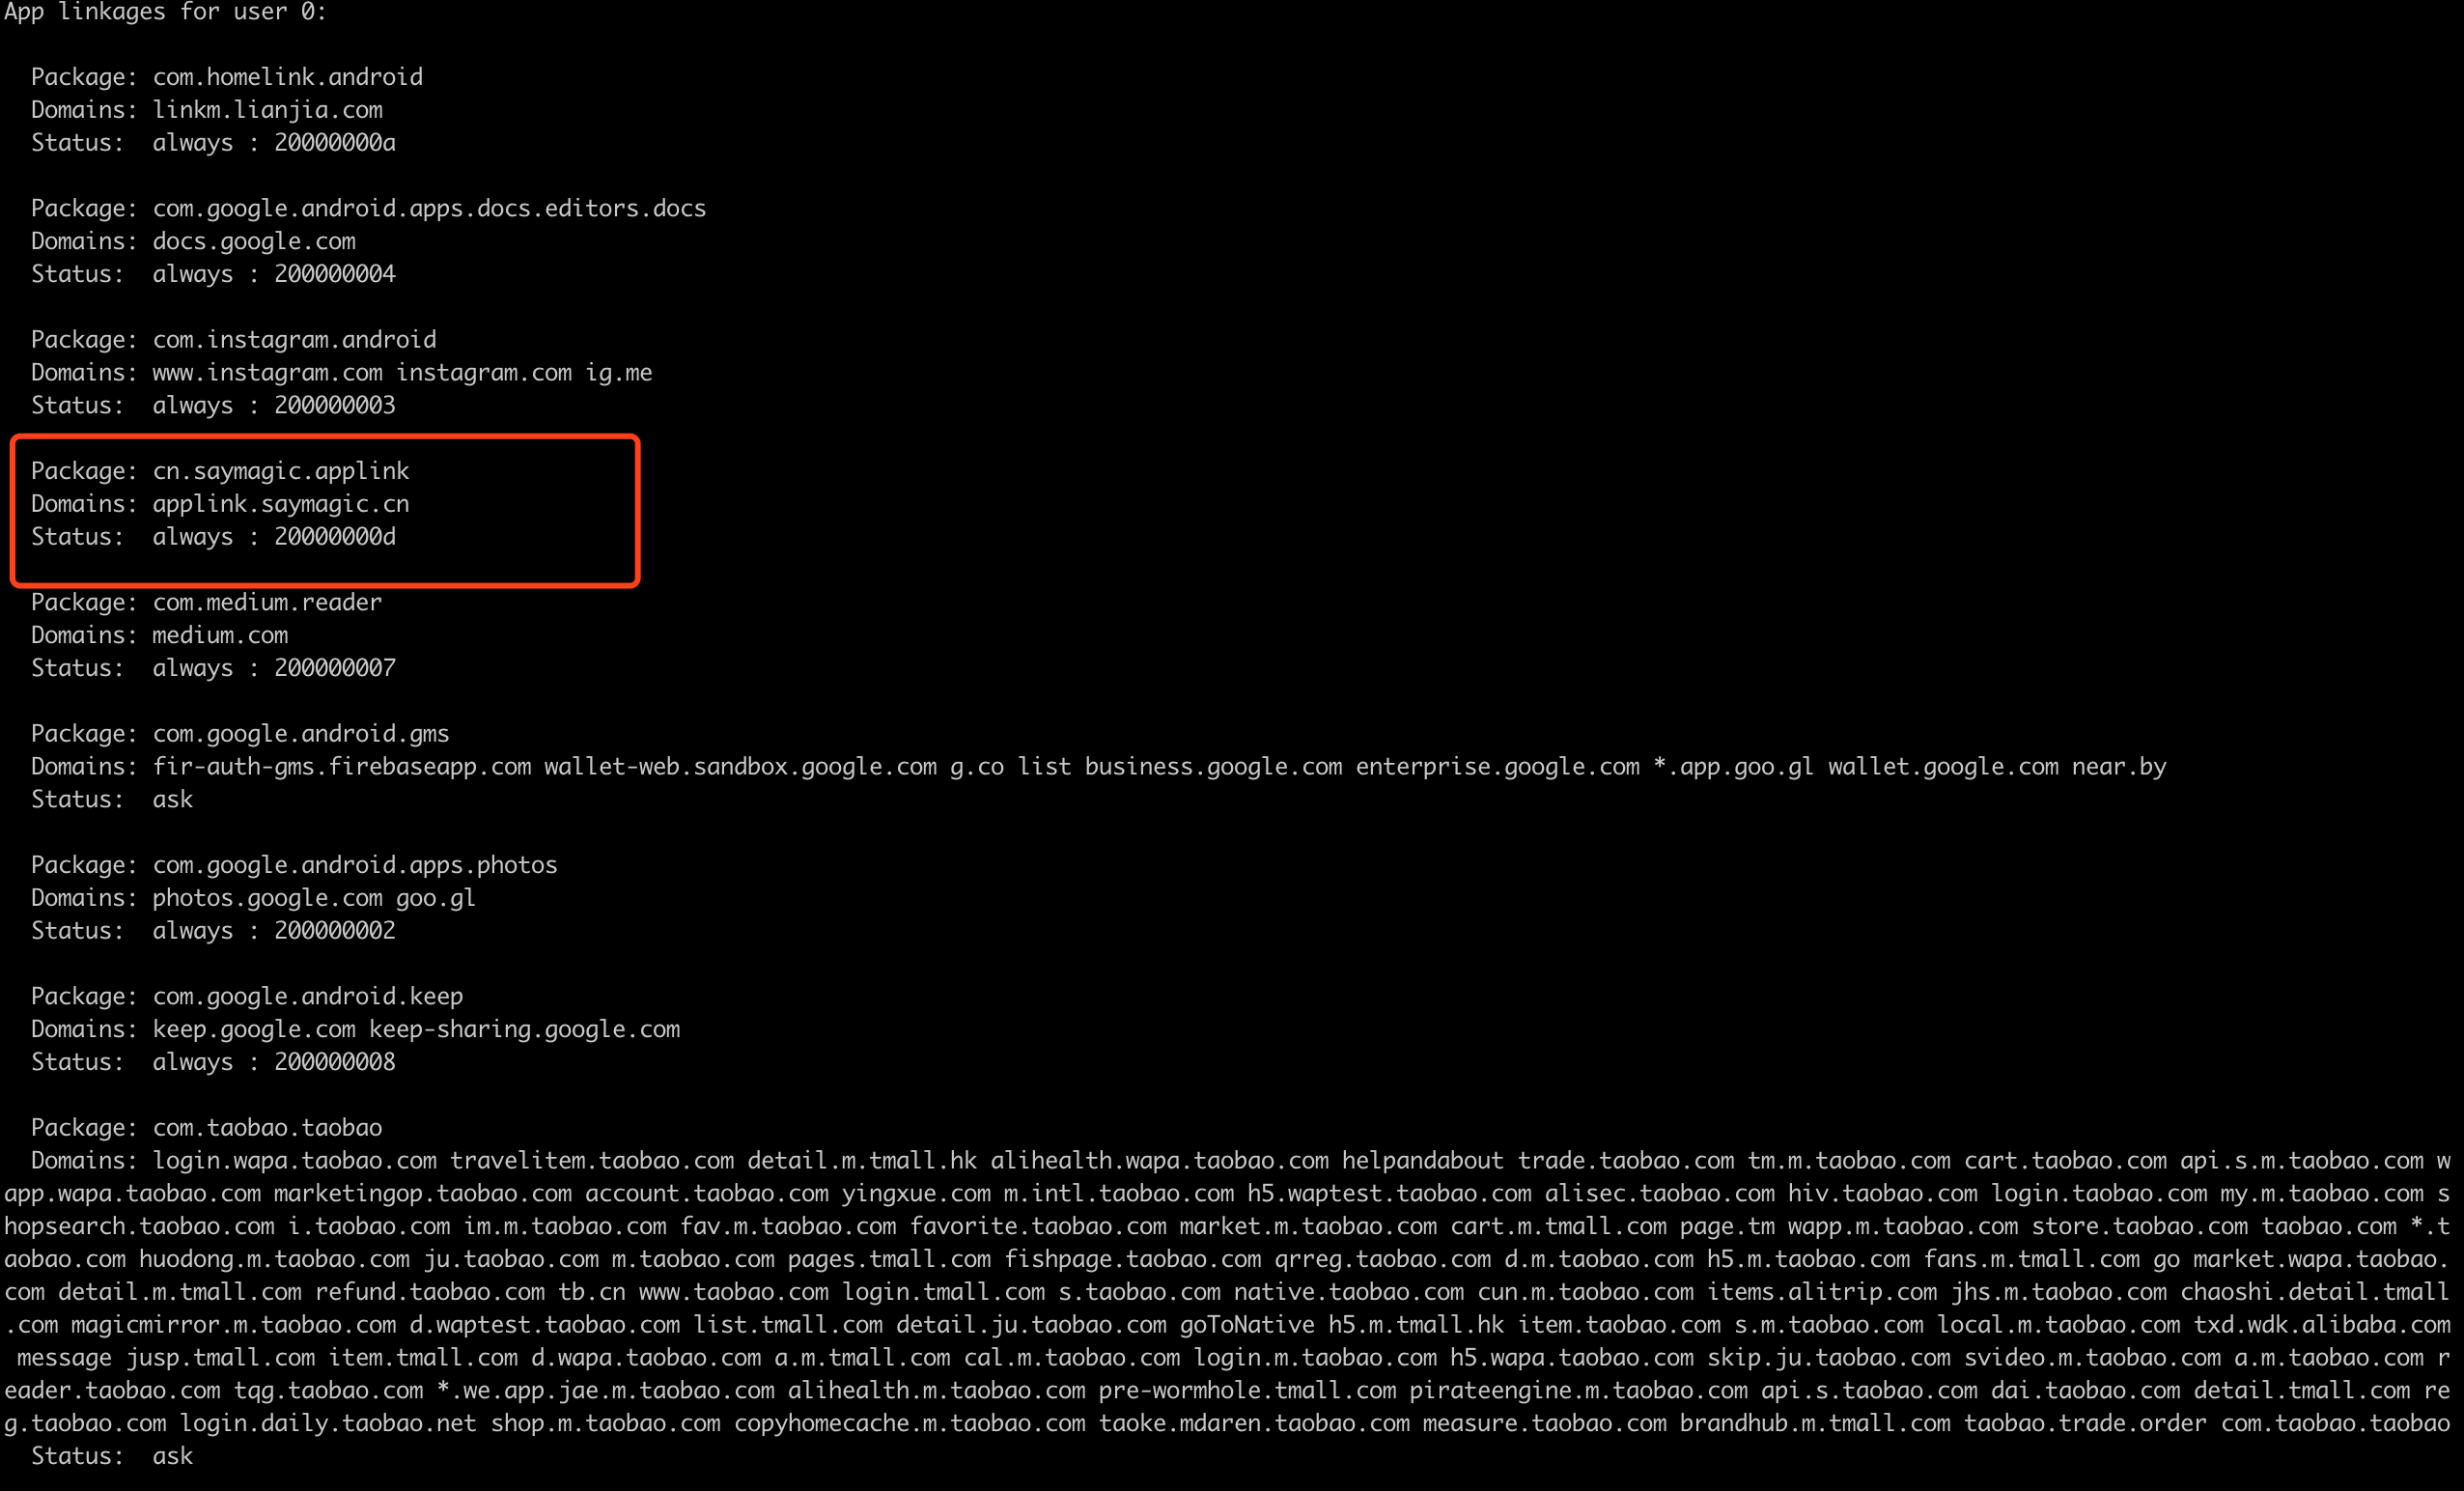 App linkages for user 0:
Package: com.homelink.android
Domains: linkm.lianjia.com
Status:  always : 20000000a
Package: com.google.android.apps.docs.editors.docs
Domains: docs.google.com
Status:  always : 200000004
Package: com.instagram.android
Domains: www.instagram.com instagram.com ig.me
Status:  always : 200000003
Package: cn.saymagic.applink
Domains: applink.saymagic.cn
Status:  always : 20000000d
Package: com.medium.reader
Domains: medium.com
Status:  always : 200000007
Package: com.google.android.gms
Domains: fir-auth-gms.firebaseapp.com wallet-web.sandbox.google.com g.co list business.google.com enterprise.google.com *.app.goo.gl wallet.google.com near.by
Status:  ask
Package: com.google.android.apps.photos
Domains: photos.google.com goo.gl
Status:  always : 200000002
Package: com.google.android.keep
Domains: keep.google.com keep-sharing.google.com
Status:  always : 200000008
Package: com.taobao.taobao
Domains: login.wapa.taobao.com travelitem.taobao.com detail.m.tmall.hk alihealth.wapa.taobao.com helpandabout trade.taobao.com tm.m.taobao.com cart.taobao.com api.s.m.taobao.com w
app.wapa.taobao.com marketingop.taobao.com account.taobao.com yingxue.com m.intl.taobao.com h5.waptest.taobao.com alisec.taobao.com hiv.taobao.com login.taobao.com my.m.taobao.com s
hopsearch.taobao.com i.taobao.com im.m.taobao.com fav.m.taobao.com favorite.taobao.com market.m.taobao.com cart.m.tmall.com page.tm wapp.m.taobao.com store.taobao.com taobao.com *.t
aobao.com huodong.m.taobao.com ju.taobao.com m.taobao.com pages.tmall.com fishpage.taobao.com qrreg.taobao.com d.m.taobao.com h5.m.taobao.com fans.m.tmall.com go market.wapa.taobao.
com detail.m.tmall.com refund.taobao.com tb.cn www.taobao.com login.tmall.com s.taobao.com native.taobao.com cun.m.taobao.com items.alitrip.com jhs.m.taobao.com chaoshi.detail.tmall
.com magicmirror.m.taobao.com d.waptest.taobao.com list.tmall.com detail.ju.taobao.com goToNative h5.m.tmall.hk item.taobao.com s.m.taobao.com local.m.taobao.com txd.wdk.alibaba.com
message jusp.tmall.com item.tmall.com d.wapa.taobao.com a.m.tmall.com cal.m.taobao.com login.m.taobao.com h5.wapa.taobao.com skip.ju.taobao.com svideo.m.taobao.com a.m.taobao.com r
eader.taobao.com tqg.taobao.com *.we.app.jae.m.taobao.com alihealth.m.taobao.com pre-wormhole.tmall.com pirateengine.m.taobao.com api.s.taobao.com dai.taobao.com detail.tmall.com re
g.taobao.com login.daily.taobao.net shop.m.taobao.com copyhomecache.m.taobao.com taoke.mdaren.taobao.com measure.taobao.com brandhub.m.tmall.com taobao.trade.order com.taobao.taobao
Status:  ask